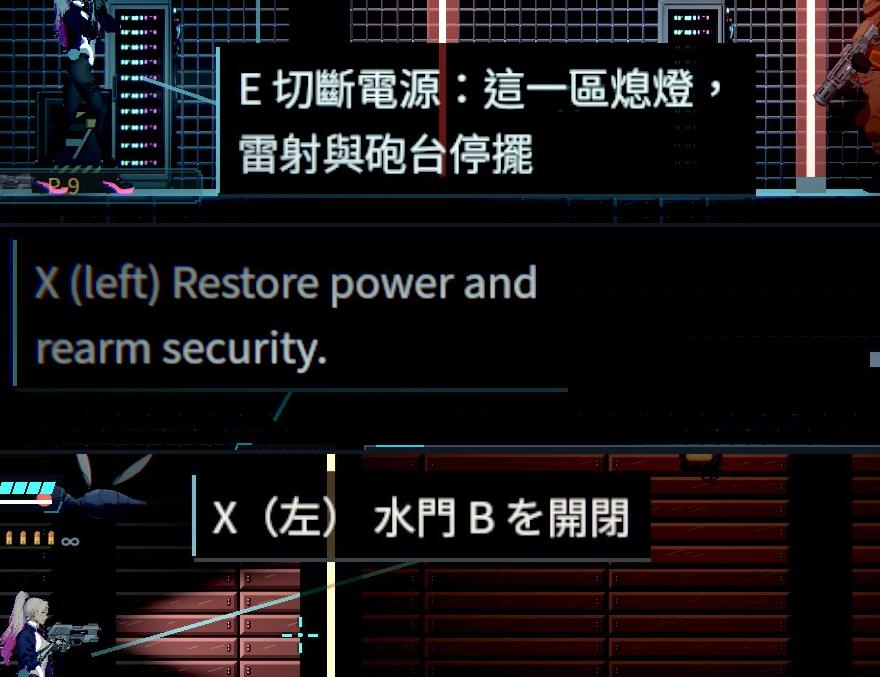 E 切斷電源：這一區熄燈，
雷射與砲台停擺
P-9
X (left) Restore power and
rearm security.
X（左） 水門 B を開閉
∞